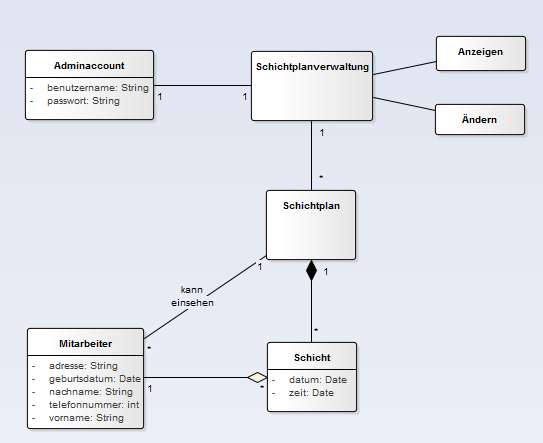 Adminaccount
- benutzername: String
- passwort: String
1
1
Schichtplanverwaltung
Anzeigen
Ändern
1
*
Schichtplan
1
1
kann
einsehen
*
*
Mitarbeiter
- adresse: String
- geburtsdatum: Date
- nachname: String
- telefonnummer: int
- vorname: String
1
*
Schicht
- datum: Date
- zeit: Date